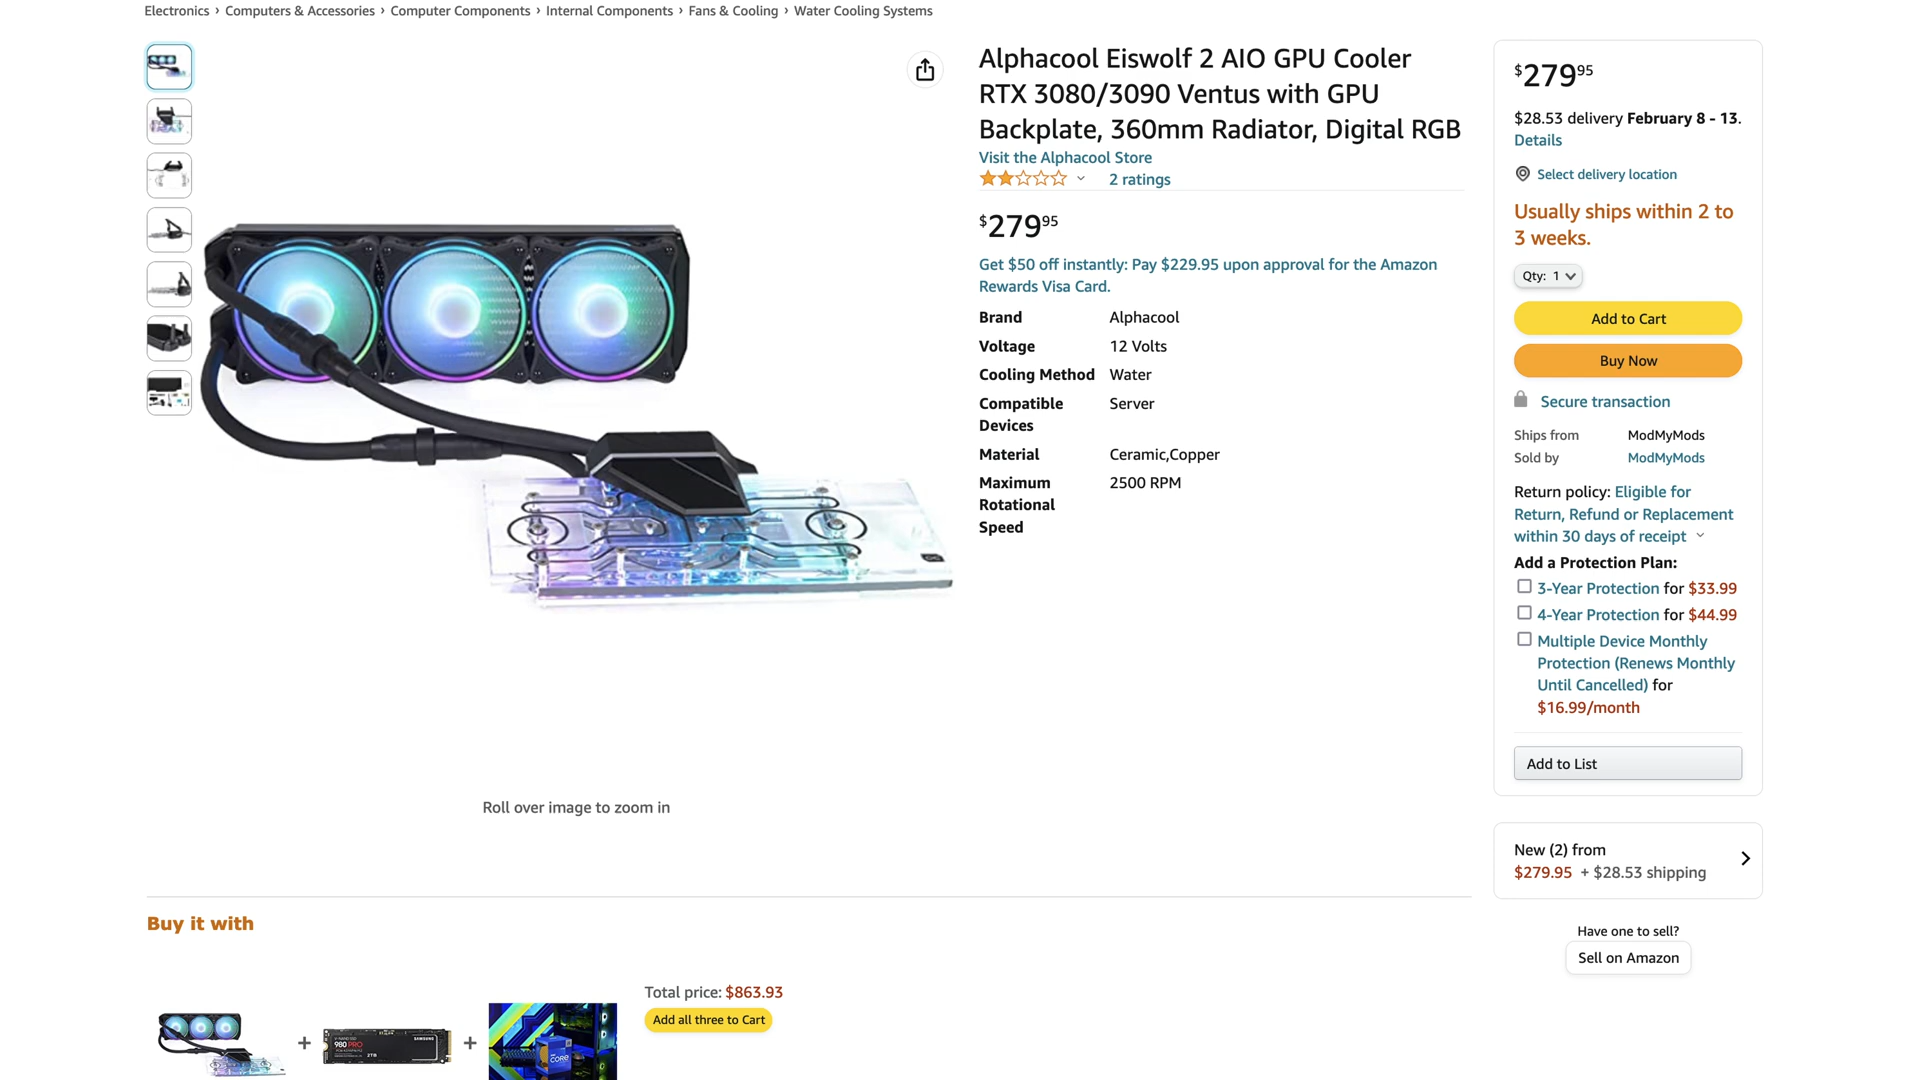 Electronics › Computers & Accessories › Computer Components › Internal Components › Fans & Cooling › Water Cooling Systems
Alphacool Eiswolf 2 AIO GPU Cooler
RTX 3080/3090 Ventus with GPU
Backplate, 360mm Radiator, Digital RGB
Visit the Alphacool Store
2 ratings
$279 95
Get $50 off instantly: Pay $229.95 upon approval for the Amazon
Rewards Visa Card.
Brand Alphacool
Voltage 12 Volts
Cooling Method Water
Compatible Server
Devices
Material Ceramic,Copper
Maximum 2500 RPM
Rotational
Speed
Roll over image to zoom in
$279 95
$28.53 delivery February 8 - 13.
Details
Select delivery location
Usually ships within 2 to
3 weeks.
Qty: 1
Add to Cart
Buy Now
Secure transaction
Ships from ModMyMods
Sold by ModMyMods
Return policy: Eligible for
Return, Refund or Replacement
within 30 days of receipt
Add a Protection Plan:
3-Year Protection for $33.99
4-Year Protection for $44.99
Multiple Device Monthly
Protection (Renews Monthly
Until Cancelled) for
$16.99/month
Add to List
New (2) from
$279.95 + $28.53 shipping
Have one to sell?
Sell on Amazon
Buy it with
Total price: $863.93
Add all three to Cart
+
980 PRO
2TB
SAMSUNG
+
CORE